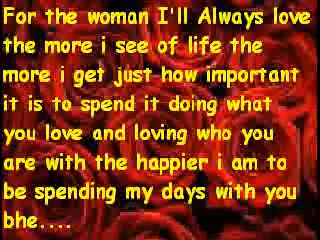 For the woman I'll Always love
the more i see of life the
more i get just how important
it is to spend it doing what
you love and loving who you
are with the happier i am to
be spending my days with you
bhe....